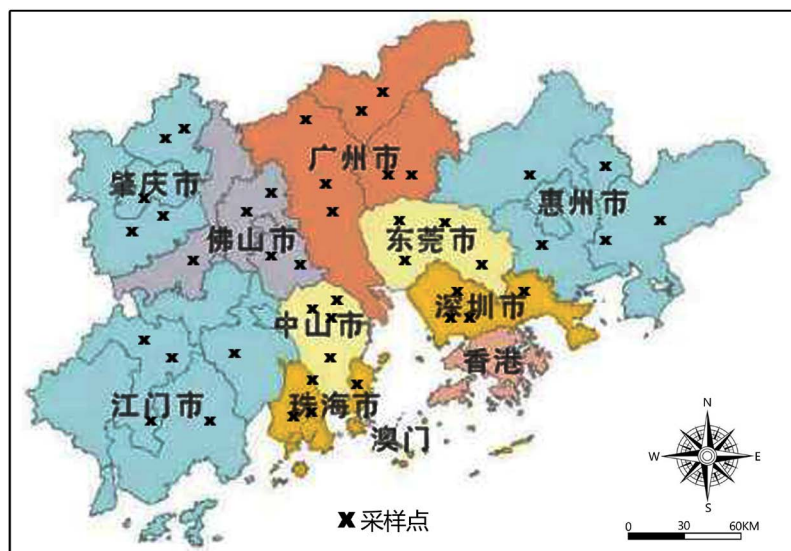 广州市
肇庆市
惠州市
佛山市
东莞市
深圳市
中山市
香港
江门市
珠海市
澳门
N
W
E
S
X 采样点
0 30 60KM